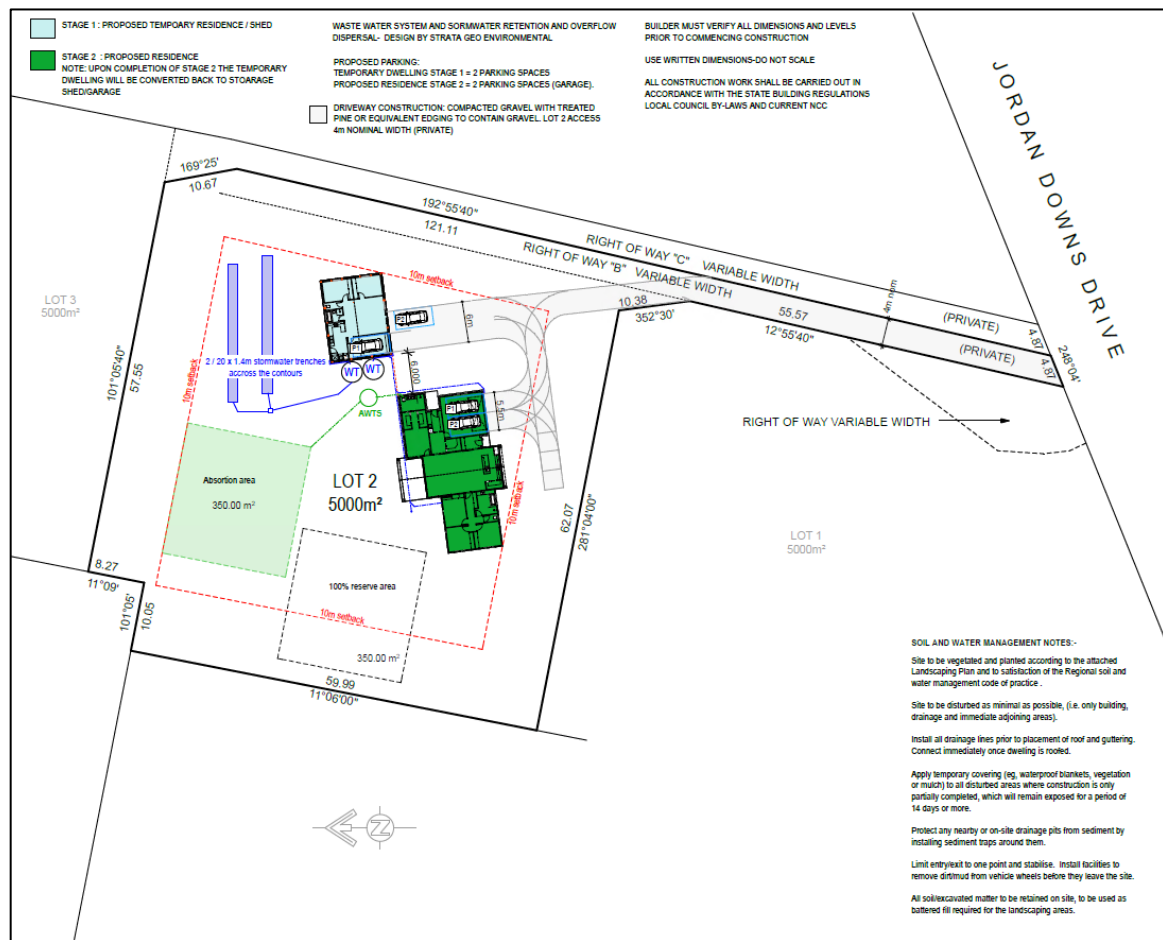 STAGE 1 : PROPOSED TEMPOARY RESIDENCE / SHED
STAGE 2 : PROPOSED RESIDENCE
NOTE: UPON COMPLETION OF STAGE 2 THE TEMPORARY
DWELLING WILL BE CONVERTED BACK TO STOARAGE
SHED/GARAGE
WASTE WATER SYSTEM AND SORMWATER RETENTION AND OVERFLOW
DISPERSAL- DESIGN BY STRATA GEO ENVIRONMENTAL
PROPOSED PARKING:
TEMPORARY DWELLING STAGE 1 = 2 PARKING SPACES
PROPOSED RESIDENCE STAGE 2 = 2 PARKING SPACES (GARAGE).
DRIVEWAY CONSTRUCTION: COMPACTED GRAVEL WITH TREATED
PINE OR EQUIVALENT EDGING TO CONTAIN GRAVEL. LOT 2 ACCESS
4m NOMINAL WIDTH (PRIVATE)
BUILDER MUST VERIFY ALL DIMENSIONS AND LEVELS
PRIOR TO COMMENCING CONSTRUCTION
USE WRITTEN DIMENSIONS-DO NOT SCALE
ALL CONSTRUCTION WORK SHALL BE CARRIED OUT IN
ACCORDANCE WITH THE STATE BUILDING REGULATIONS
LOCAL COUNCIL BY-LAWS AND CURRENT NCC
JORDAN DOWNS DRIVE
169°25'
10.67
192°55'40"
121.11
RIGHT OF WAY "C" VARIABLE WIDTH
RIGHT OF WAY "B" VARIABLE WIDTH
(PRIVATE)
(PRIVATE)
4.87
4.87
248°04'
4m nom
55.57
12°55'40"
10.38
352°30'
RIGHT OF WAY VARIABLE WIDTH
LOT 3
5000m²
101°05'40"
57.55
10m setback
10m setback
10m setback
10m setback
P2
P1
6m
2 / 20 x 1.4m stormwater trenches
accross the contours
WT
WT
6.000
AWTS
P1
P2
5.5m
Absortion area
350.00 m²
LOT 2
5000m²
62.07
281°04'00"
LOT 1
5000m²
8.27
11°09'
101°05'
10.05
100% reserve area
350.00 m²
59.99
11°06'00"
Z
SOIL AND WATER MANAGEMENT NOTES:-
Site to be vegetated and planted according to the attached
Landscaping Plan and to satisfaction of the Regional soil and
water management code of practice .
Site to be disturbed as minimal as possible, (i.e. only building,
drainage and immediate adjoining areas).
Install all drainage lines prior to placement of roof and guttering.
Connect immediately once dwelling is roofed.
Apply temporary covering (eg, waterproof blankets, vegetation
or mulch) to all disturbed areas where construction is only
partially completed, which will remain exposed for a period of
14 days or more.
Protect any nearby or on-site drainage pits from sediment by
installing sediment traps around them.
Limit entry/exit to one point and stabilise. Install facilities to
remove dirt/mud from vehicle wheels before they leave the site.
All soil/excavated matter to be retained on site, to be used as
battered fill required for the landscaping areas.